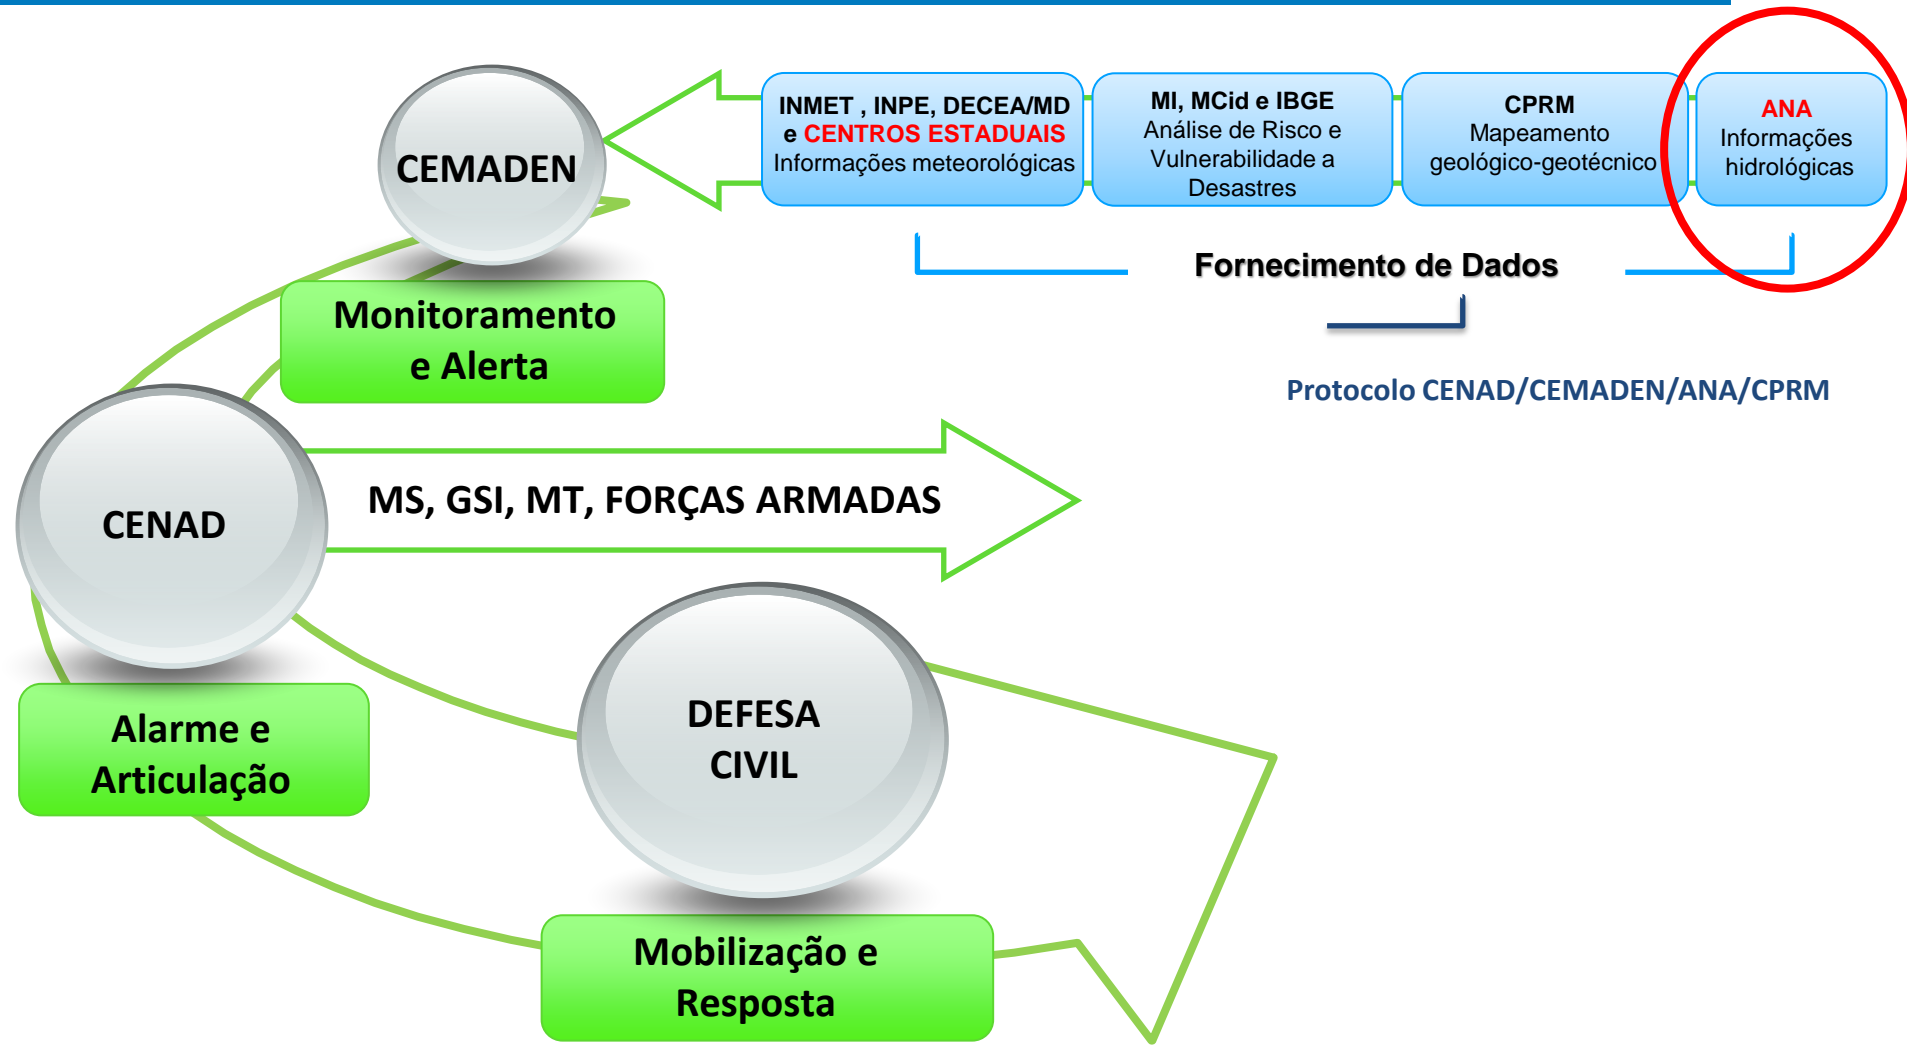 CEMADEN
INMET , INPE, DECEA/MD
e CENTROS ESTADUAIS
Informações meteorológicas
MI, MCid e IBGE
Análise de Risco e
Vulnerabilidade a
Desastres
CPRM
Mapeamento
geológico-geotécnico
ANA
Informações
hidrológicas
Fornecimento de Dados
Monitoramento
e Alerta
Protocolo CENAD/CEMADEN/ANA/CPRM
CENAD
MS, GSI, MT, FORÇAS ARMADAS
Alarme e
Articulação
DEFESA
CIVIL
Mobilização e
Resposta